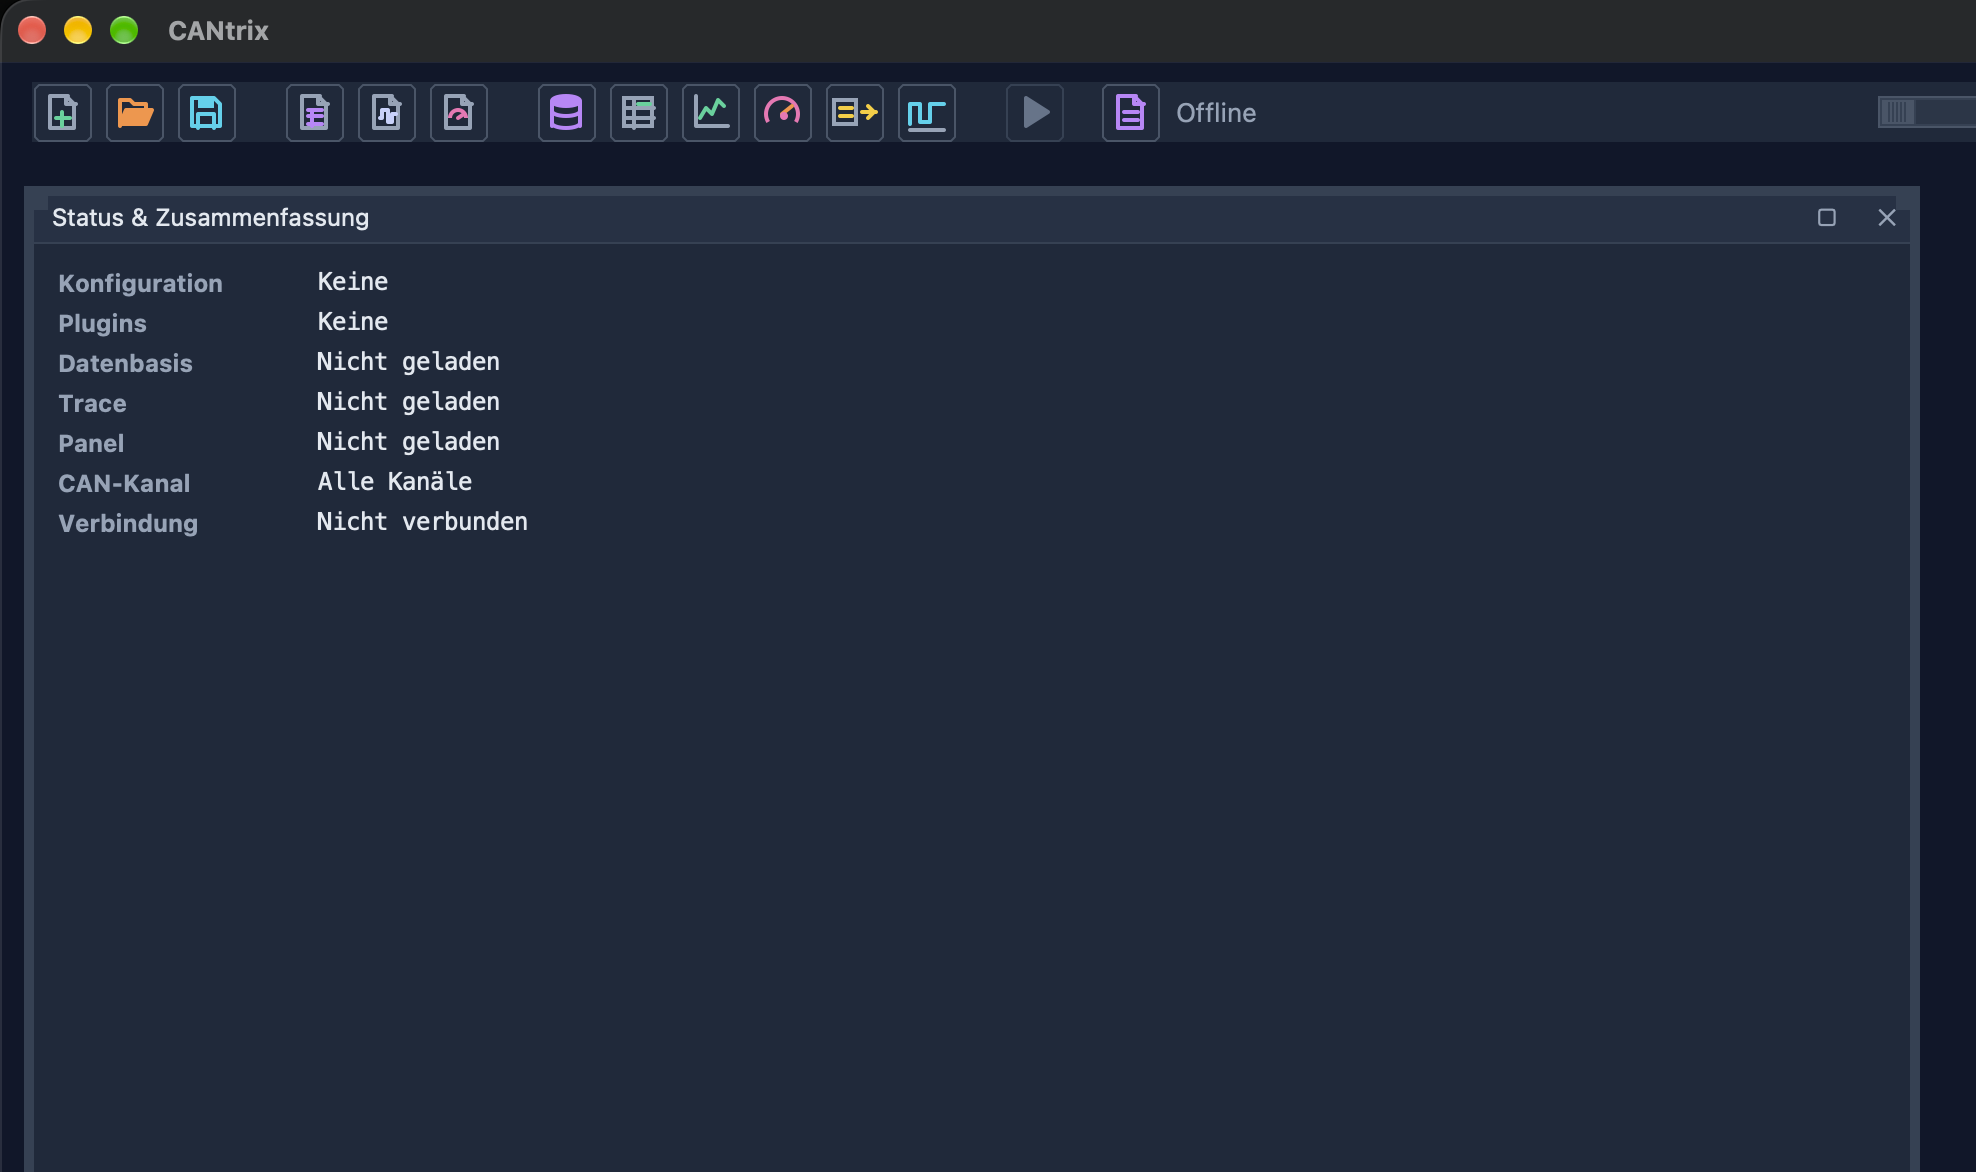 CANtrix
Offline
Status & Zusammenfassung
Konfiguration Keine
Plugins Keine
Datenbasis Nicht geladen
Trace Nicht geladen
Panel Nicht geladen
CAN-Kanal Alle Kanäle
Verbindung Nicht verbunden